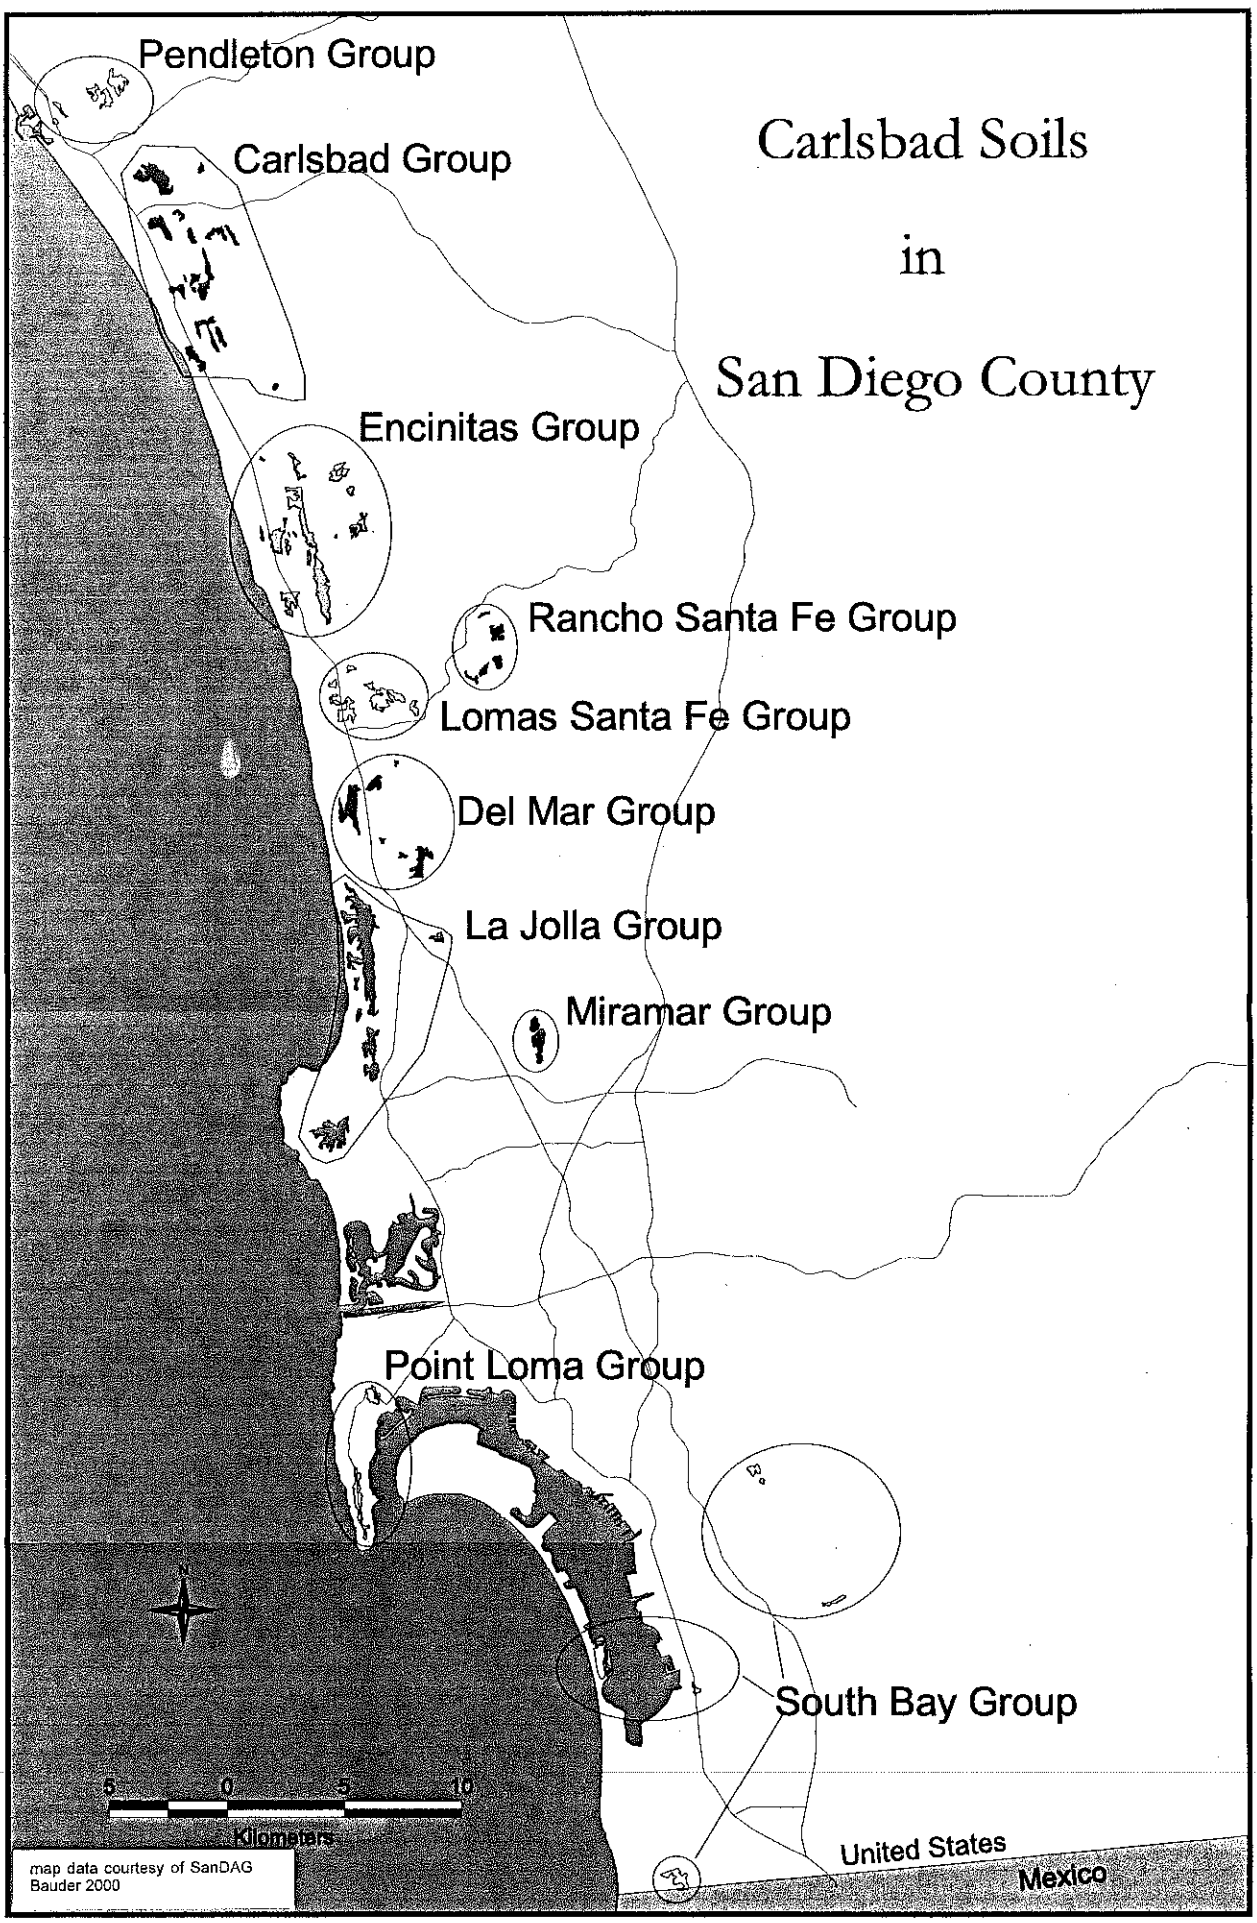 Pendleton Group
Carlsbad Group
Carlsbad Soils
in
San Diego County
Encinitas Group
Rancho Santa Fe Group
Lomas Santa Fe Group
Del Mar Group
La Jolla Group
Miramar Group
Point Loma Group
N
South Bay Group
5 0 5 10
Kilometers
United States
Mexico
map data courtesy of SanDAG
Bauder 2000